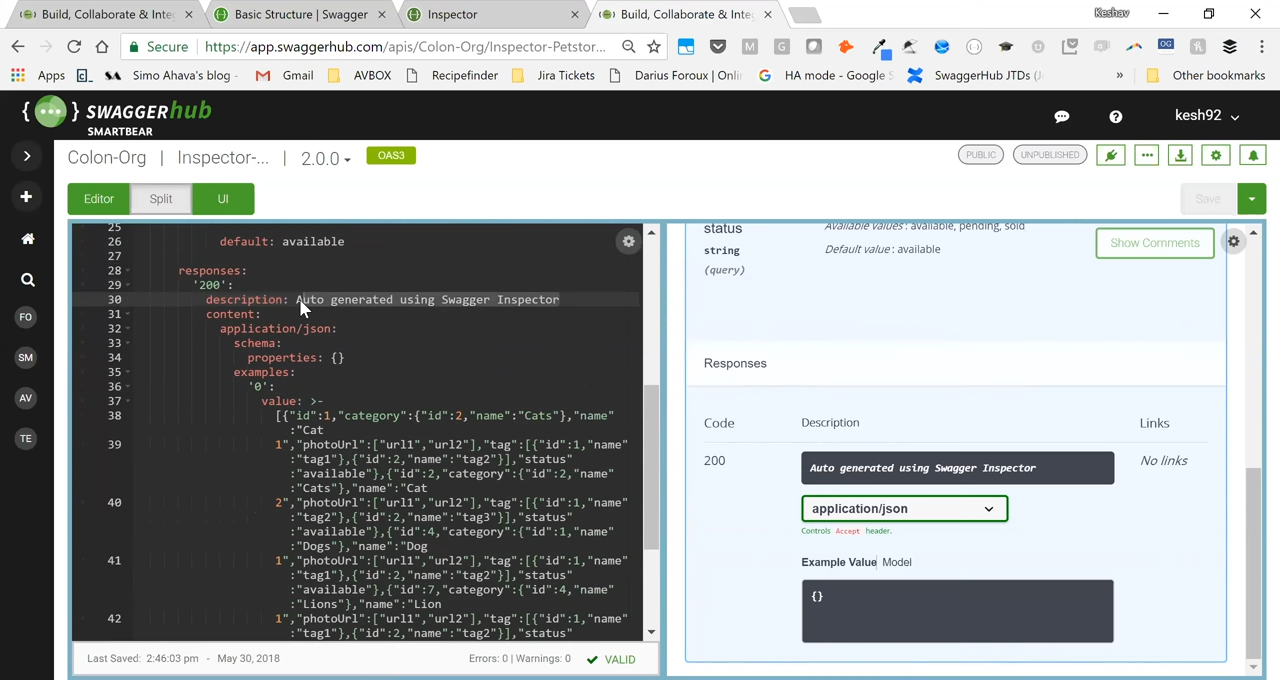 Build, Collaborate & Inte
Basic Structure | Swagger
Inspector
Build, Collaborate & Inte
Keshav
Secure | https://app.swaggerhub.com/apis/Colon-Org/Inspector-Petstor...
Apps
Simo Ahava's blog -
Gmail
AVBOX
Recipefinder
Jira Tickets
Darius Foroux | Onli
HA mode - Google S
SwaggerHub JTDs (J
»
Other bookmarks
{ ... } SWAGGERhub
SMARTBEAR
kesh92
Colon-Org | Inspector-... | 2.0.0
OAS3
PUBLIC
UNPUBLISHED
Editor
Split
UI
Save
FO
SM
AV
TE
25
26 default: available
27
28 responses:
29 '200':
30 description: Auto generated using Swagger Inspector
31 content:
32 application/json:
33 schema:
34 properties: {}
35 examples:
36 '0':
37 value: >-
38 [{"id":1,"category":{"id":2,"name":"Cats"},"name"
:"Cat
39 1","photoUrl":["url1","url2"],"tag":[{"id":1,"name"
:"tag1"},{"id":2,"name":"tag2"}],"status"
:"available"},{"id":2,"category":{"id":2,"name":
"Cats"},"name":"Cat
40 2","photoUrl":["url1","url2"],"tag":[{"id":1,"name"
:"tag2"},{"id":2,"name":"tag3"}],"status"
:"available"},{"id":4,"category":{"id":1,"name":
"Dogs"},"name":"Dog
41 1","photoUrl":["url1","url2"],"tag":[{"id":1,"name"
:"tag1"},{"id":2,"name":"tag2"}],"status"
:"available"},{"id":7,"category":{"id":4,"name":
"Lions"},"name":"Lion
42 1","photoUrl":["url1","url2"],"tag":[{"id":1,"name"
:"tag1"},{"id":2,"name":"tag2"}],"status"
Last Saved: 2:46:03 pm - May 30, 2018
Errors: 0 | Warnings: 0
VALID
status
string
(query)
Available values : available, pending, sold
Default value : available
Show Comments
Responses
Code
Description
Links
200
Auto generated using Swagger Inspector
No links
application/json
Controls Accept header.
Example Value
Model
{}